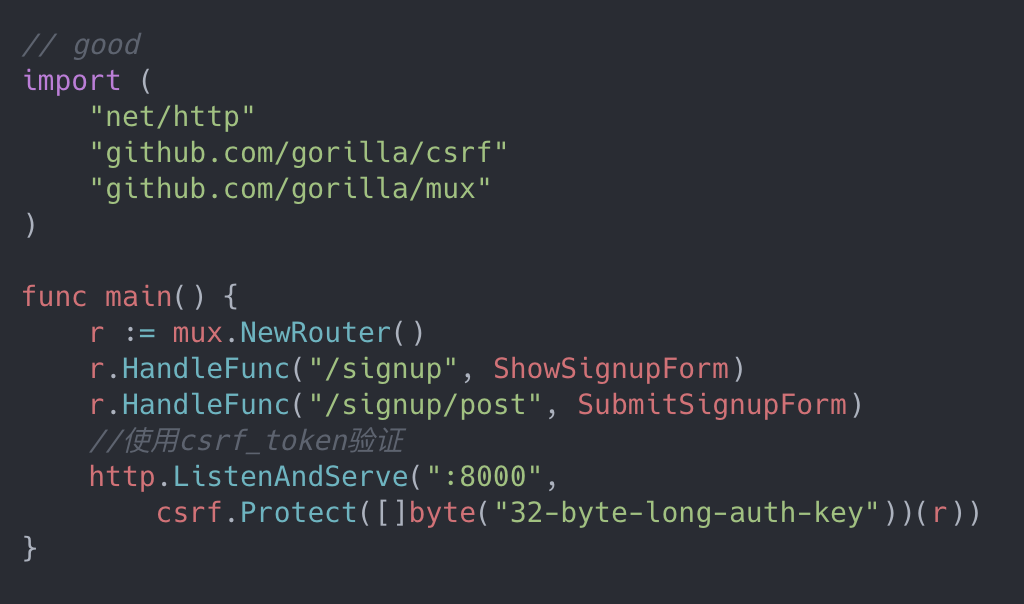 // good
import (
    "net/http"
    "github.com/gorilla/csrf"
    "github.com/gorilla/mux"
)

func main() {
    r := mux.NewRouter()
    r.HandleFunc("/signup", ShowSignupForm)
    r.HandleFunc("/signup/post", SubmitSignupForm)
    //使用csrf_token验证
    http.ListenAndServe(":8000",
        csrf.Protect([]byte("32-byte-long-auth-key"))(r))
}